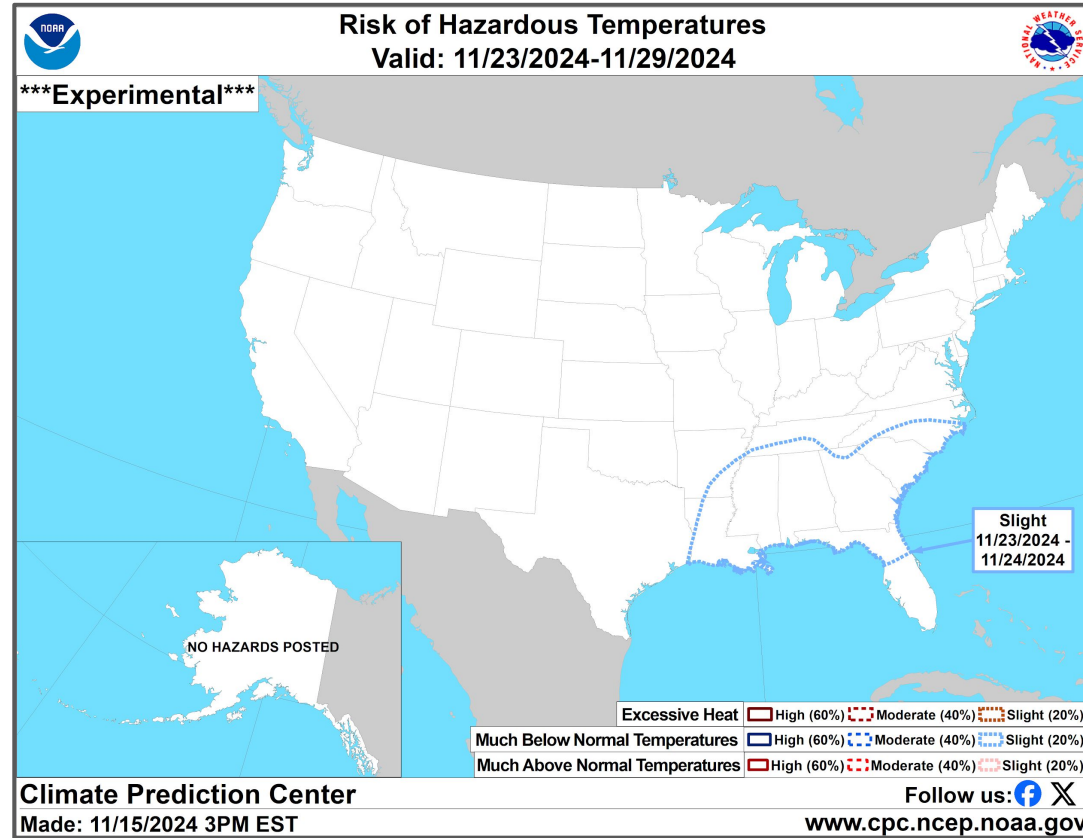 NOAA
Risk of Hazardous Temperatures
Valid: 11/23/2024-11/29/2024
NATIONAL WEATHER SERVICE
***Experimental***
Slight
11/23/2024 -
11/24/2024
NO HAZARDS POSTED
Excessive Heat High (60%) Moderate (40%) Slight (20%)
Much Below Normal Temperatures High (60%) Moderate (40%) Slight (20%)
Much Above Normal Temperatures High (60%) Moderate (40%) Slight (20%)
Climate Prediction Center
Follow us:
Made: 11/15/2024 3PM EST
www.cpc.ncep.noaa.gov